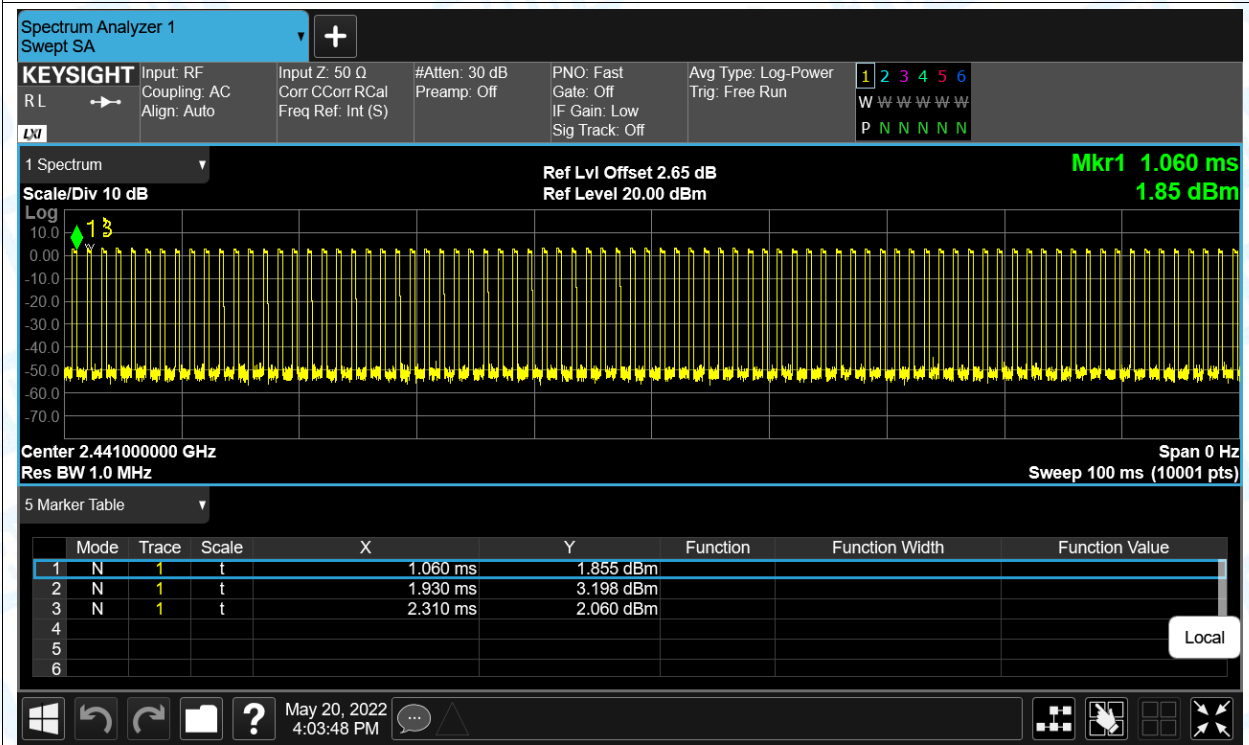 Spectrum Analyzer 1
Swept SA
+
KEYSIGHT Input: RF Input Z: 50 Ω #Atten: 30 dB PNO: Fast Avg Type: Log-Power 1 2 3 4 5 6
R L Coupling: AC Corr CCorr RCal Preamp: Off Gate: Off Trig: Free Run W W W W W W
Align: Auto Freq Ref: Int (S) IF Gain: Low P N N N N N
LXI Sig Track: Off
1 Spectrum Ref Lvl Offset 2.65 dB Mkr1 1.060 ms
Scale/Div 10 dB Ref Level 20.00 dBm 1.85 dBm
Log
10.0
0.00
-10.0
-20.0
-30.0
-40.0
-50.0
-60.0
-70.0
1 3
Center 2.441000000 GHz Span 0 Hz
Res BW 1.0 MHz Sweep 100 ms (10001 pts)
5 Marker Table
Mode Trace Scale X Y Function Function Width Function Value
1 N 1 t 1.060 ms 1.855 dBm
2 N 1 t 1.930 ms 3.198 dBm
3 N 1 t 2.310 ms 2.060 dBm
4
5
6
Local
? May 20, 2022
4:03:48 PM